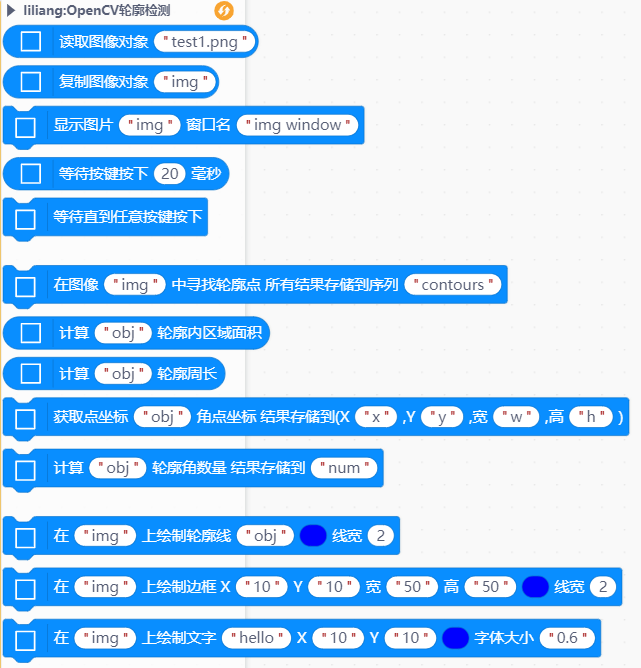 liliang:OpenCV轮廓检测
读取图像对象 "test1.png"
复制图像对象 "img"
显示图片 "img" 窗口名 "img window"
等待按键按下 20 毫秒
等待直到任意按键按下
在图像 "img" 中寻找轮廓点 所有结果存储到序列 "contours"
计算 "obj" 轮廓内区域面积
计算 "obj" 轮廓周长
获取点坐标 "obj" 角点坐标 结果存储到(X "x" ,Y "y" ,宽 "w" ,高 "h" )
计算 "obj" 轮廓角数量 结果存储到 "num"
在 "img" 上绘制轮廓线 "obj" 线宽 2
在 "img" 上绘制边框 X "10" Y "10" 宽 "50" 高 "50" 线宽 2
在 "img" 上绘制文字 "hello" X "10" Y "10" 字体大小 "0.6"